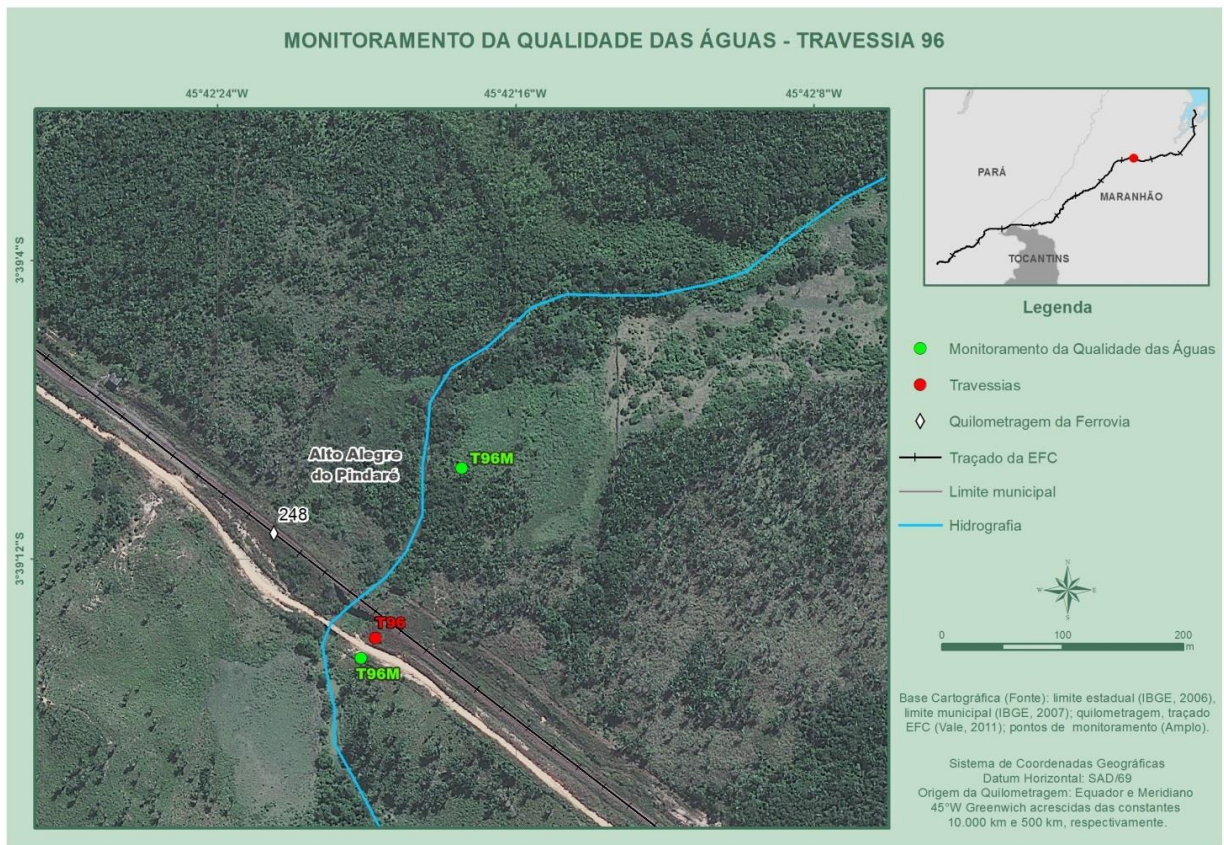 MONITORAMENTO DA QUALIDADE DAS ÁGUAS - TRAVESSIA 96
45°42'24"W
45°42'16"W
45°42'8"W
3°39'4"S
3°39'12"S
Alto Alegre
do Pindaré
T96M
248
T96
T96M
PARÁ
MARANHÃO
TOCANTINS
Legenda
Monitoramento da Qualidade das Águas
Travessias
Quilometragem da Ferrovia
Traçado da EFC
Limite municipal
Hidrografia
N
W E
S
0 100 200
m
Base Cartográfica (Fonte): limite estadual (IBGE, 2006),
limite municipal (IBGE, 2007); quilometragem, traçado
EFC (Vale, 2011); pontos de monitoramento (Amplo).
Sistema de Coordenadas Geográficas
Datum Horizontal: SAD/69
Origem da Quilometragem: Equador e Meridiano
45°W Greenwich acrescidas das constantes
10.000 km e 500 km, respectivamente.